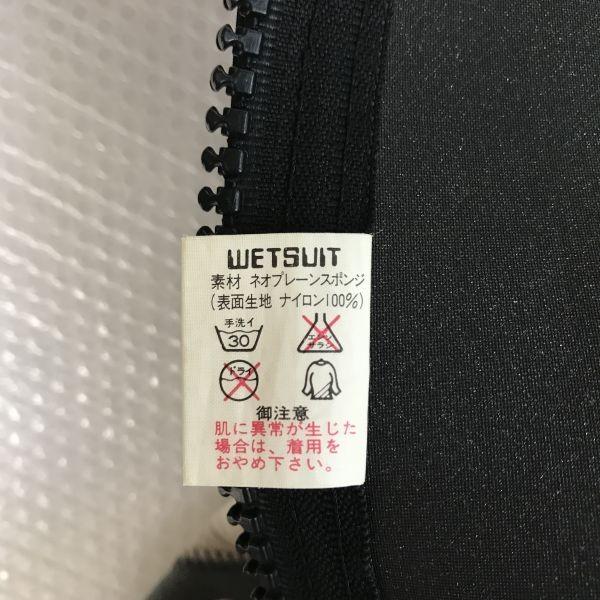 WETSUIT
素材 ネオプレーンスポンジ
(表面生地 ナイロン100%)
手洗イ
30
エンソ
サラシ
ドライ
御注意
肌に異常が生じた
場合は、着用を
おやめ下さい。